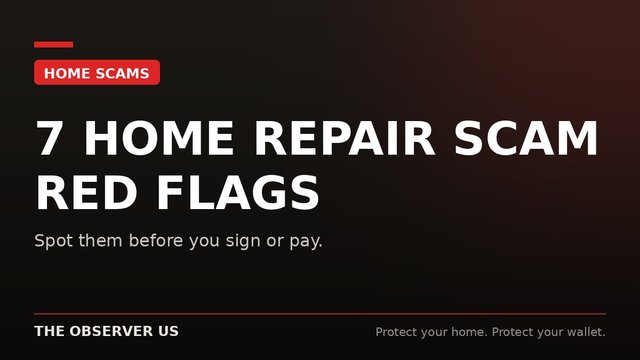 HOME SCAMS
7 HOME REPAIR SCAM
RED FLAGS
Spot them before you sign or pay.
THE OBSERVER US
Protect your home. Protect your wallet.